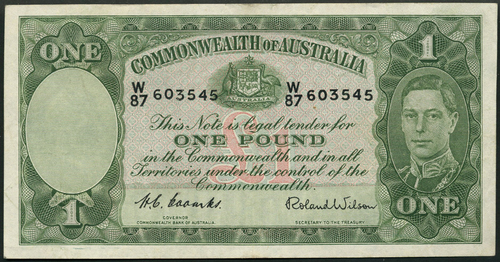 ONE
COMMONWEALTH OF AUSTRALIA
1
AUSTRALIA
W/87 603545
W/87 603545
This Note is legal tender for
ONE POUND
in the Commonwealth and in all
Territories under the control of the
Commonwealth.
£
H.C. Coombs.
GOVERNOR
COMMONWEALTH BANK OF AUSTRALIA
Roland Wilson
SECRETARY TO THE TREASURY
1
ONE